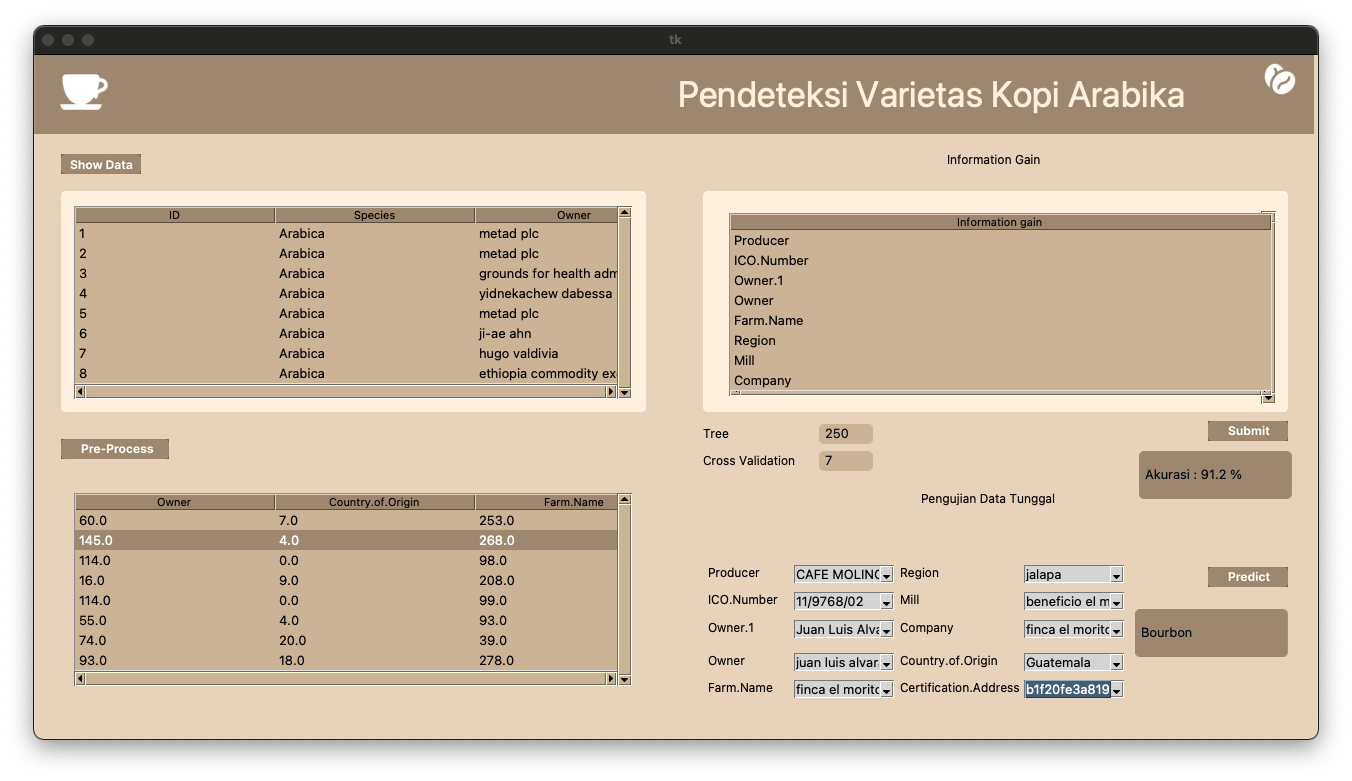 tk
Pendeteksi Varietas Kopi Arabika
Show Data
ID Species Owner
1 Arabica metad plc
2 Arabica metad plc
3 Arabica grounds for health adm
4 Arabica yidnekachew dabessa
5 Arabica metad plc
6 Arabica ji-ae ahn
7 Arabica hugo valdivia
8 Arabica ethiopia commodity ex
Pre-Process
Owner Country.of.Origin Farm.Name
60.0 7.0 253.0
145.0 4.0 268.0
114.0 0.0 98.0
16.0 9.0 208.0
114.0 0.0 99.0
55.0 4.0 93.0
74.0 20.0 39.0
93.0 18.0 278.0
Information Gain
Information gain
Producer
ICO.Number
Owner.1
Owner
Farm.Name
Region
Mill
Company
Tree 250
Submit
Cross Validation 7
Akurasi : 91.2 %
Pengujian Data Tunggal
Producer CAFE MOLINO Region jalapa
Predict
ICO.Number 11/9768/02 Mill beneficio el m
Owner.1 Juan Luis Alva Company finca el morito
Bourbon
Owner juan luis alvar Country.of.Origin Guatemala
Farm.Name finca el morito Certification.Address b1f20fe3a819